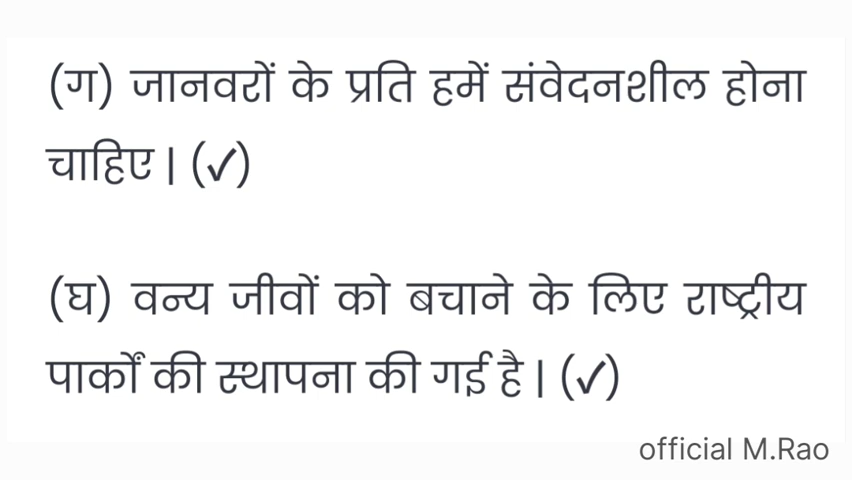 (ग) जानवरों के प्रति हमें संवेदनशील होना
चाहिए | (✓)
(घ) वन्य जीवों को बचाने के लिए राष्ट्रीय
पार्कों की स्थापना की गई है | (✓)
official M.Rao